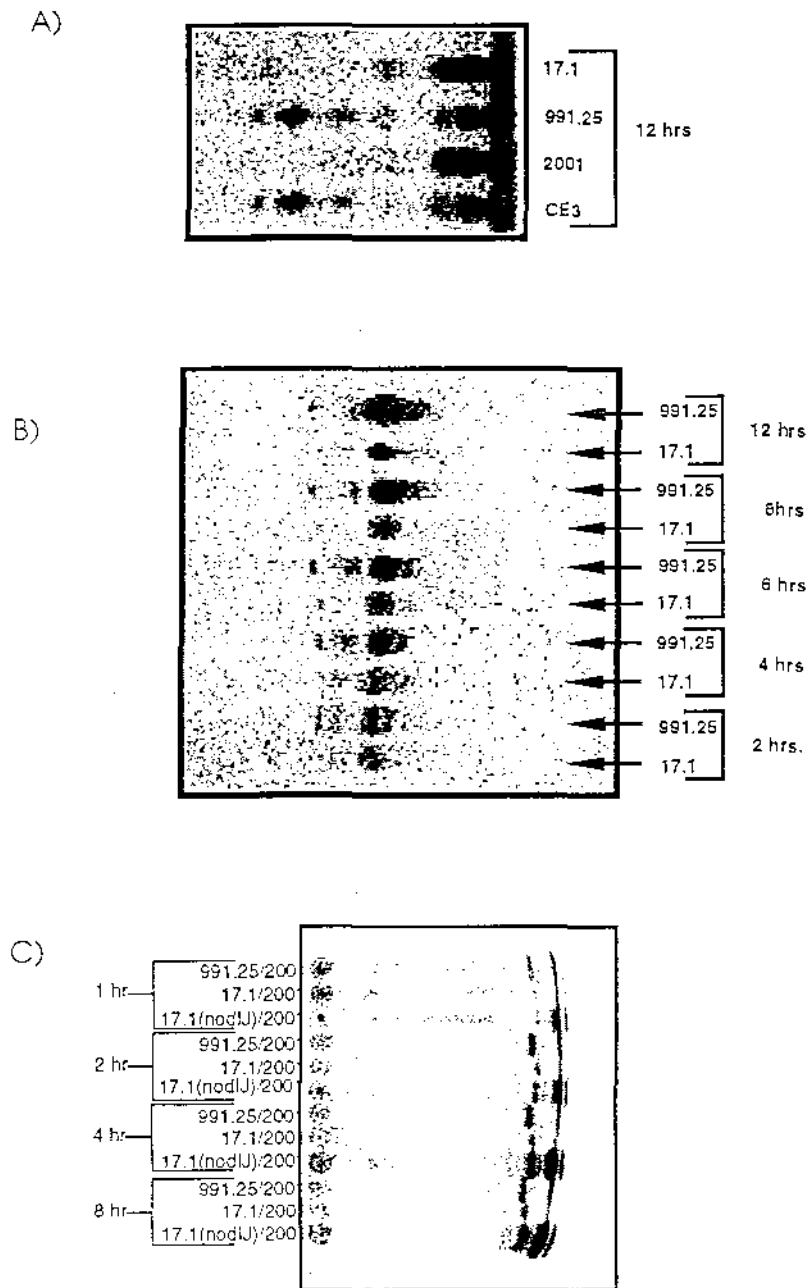 A)
17.1
991.25
2001
CE3
12 hrs
B)
991.25
17.1
12 hrs
991.25
17.1
8hrs
991.25
17.1
6 hrs
991.25
17.1
4 hrs
991.25
17.1
2 hrs.
C)
1 hr
991.25/200
17.1/200
17.1(nodIJ)/200
2 hr
991.25/200
17.1/200
17.1(nodIJ)/200
4 hr
991.25/200
17.1/200
17.1(nodIJ)/200
8 hr
991.25/200
17.1/200
17.1(nodIJ)/200